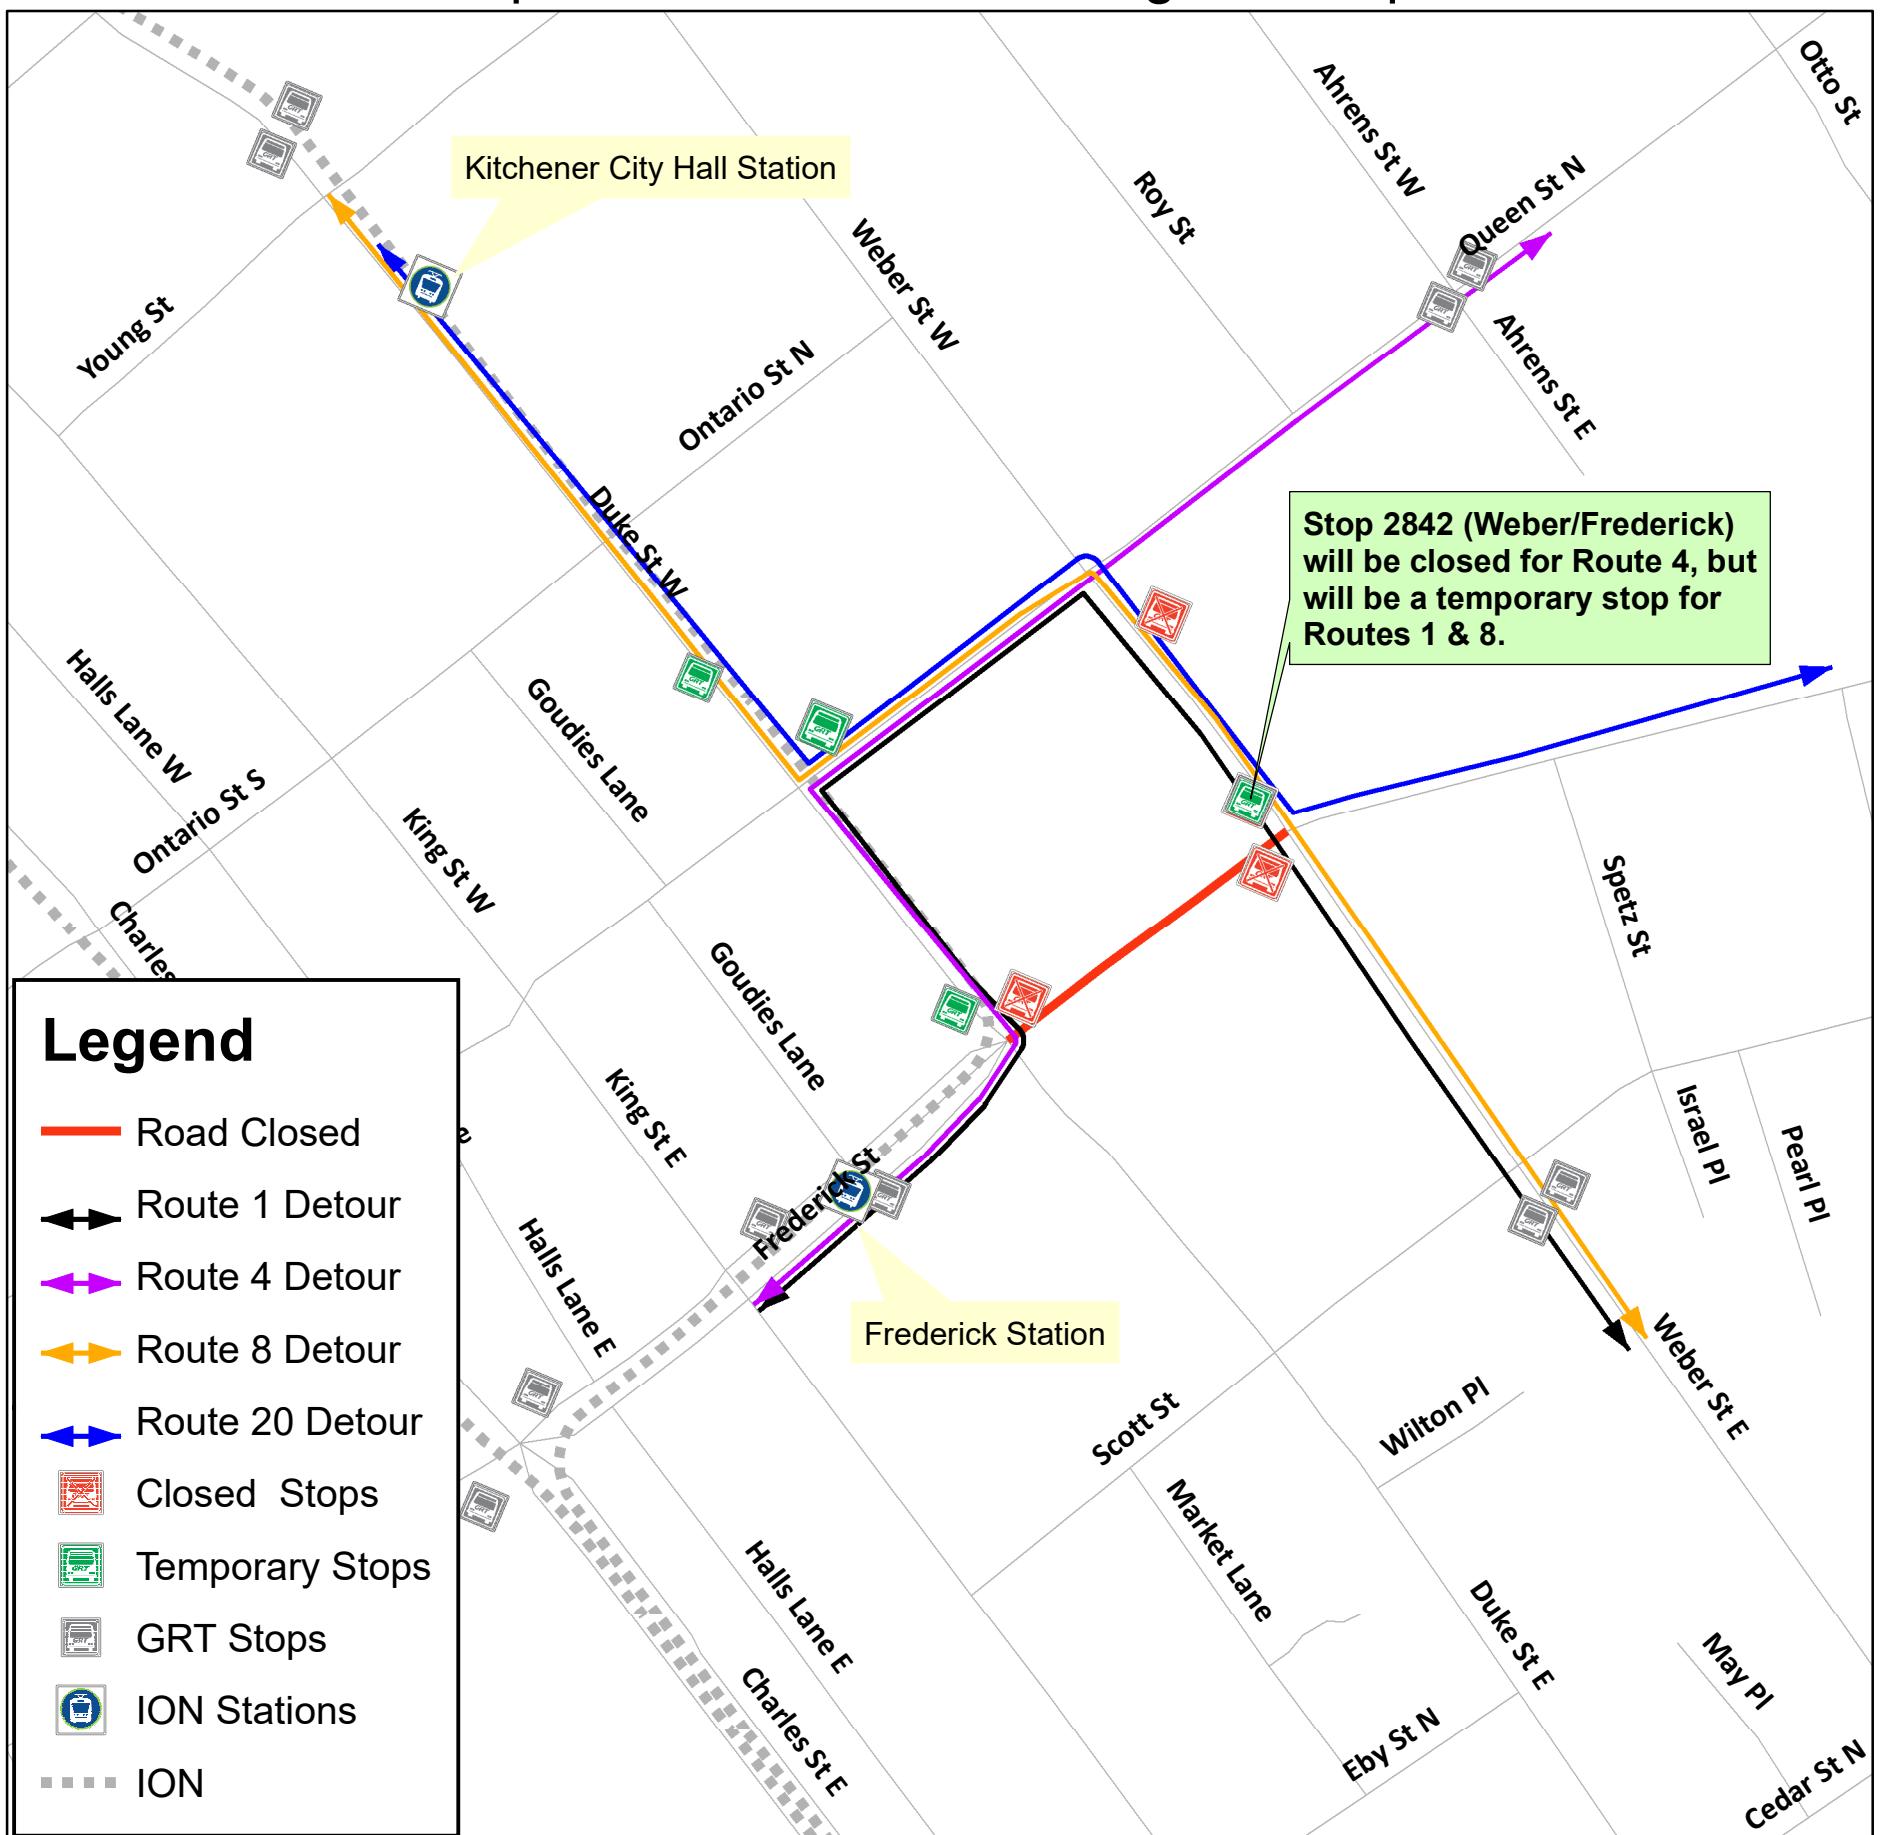 Otto St
Ahrens St W
Kitchener City Hall Station
Queen St N
Roy St
Weber St W
Young St
Ahrens St E
Ontario St N
Duke St W
Stop 2842 (Weber/Frederick)
will be closed for Route 4, but
will be a temporary stop for
Routes 1 & 8.
Halls Lane W
Goudies Lane
Ontario St S
King St W
Spetz St
Charles
Goudies Lane
King St E
Israel Pl
Pearl Pl
Frederick St
Halls Lane E
Frederick Station
Weber St E
Scott St
Wilton Pl
Market Lane
Halls Lane E
Duke St E
May Pl
Charles St E
Eby St N
Cedar St N
Legend
Road Closed
Route 1 Detour
Route 4 Detour
Route 8 Detour
Route 20 Detour
Closed Stops
Temporary Stops
GRT Stops
ION Stations
ION